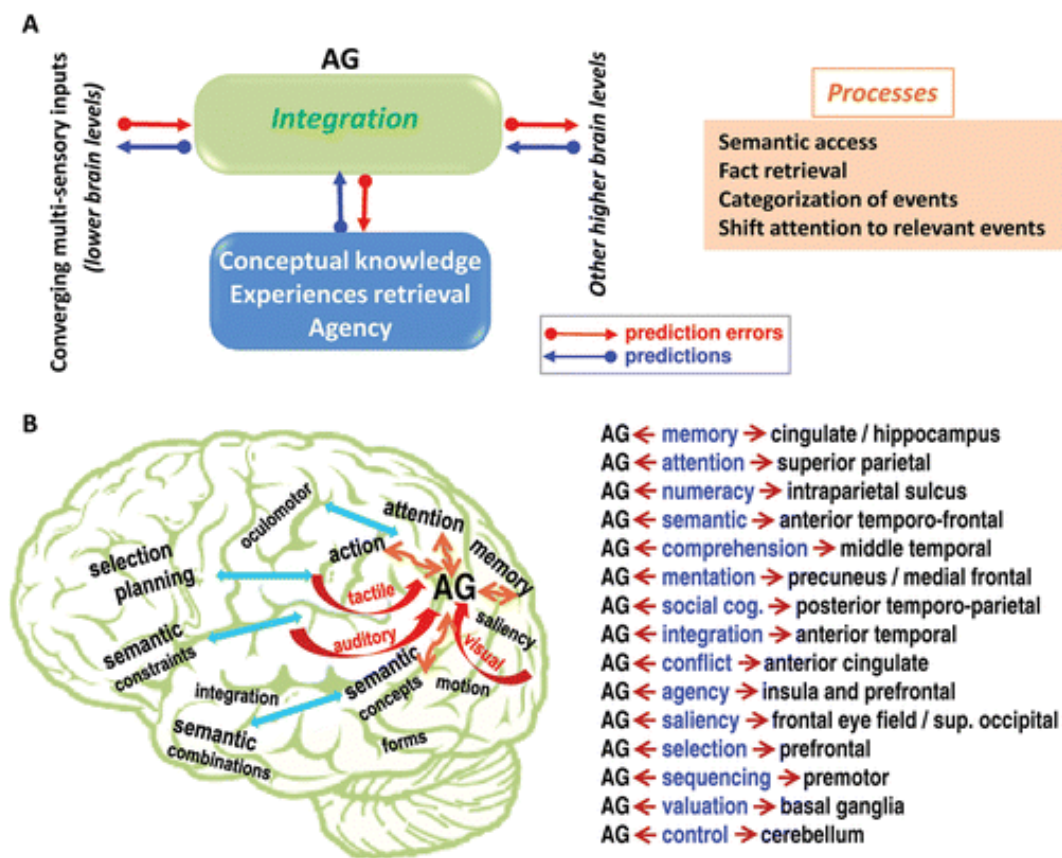 A
AG
Integration
Converging multi-sensory inputs
(lower brain levels)
Other higher brain levels
Conceptual knowledge
Experiences retrieval
Agency
Processes
Semantic access
Fact retrieval
Categorization of events
Shift attention to relevant events
prediction errors
predictions
B
oculomotor
attention
selection
planning
action
memory
AG
tactile
saliency
auditory
visual
semantic
constraints
semantic
concepts
motion
integration
semantic
combinations
forms
AG memory cingulate / hippocampus
AG attention superior parietal
AG numeracy intraparietal sulcus
AG semantic anterior temporo-frontal
AG comprehension middle temporal
AG mentation precuneus / medial frontal
AG social cog. posterior temporo-parietal
AG integration anterior temporal
AG conflict anterior cingulate
AG agency insula and prefrontal
AG saliency frontal eye field / sup. occipital
AG selection prefrontal
AG sequencing premotor
AG valuation basal ganglia
AG control cerebellum